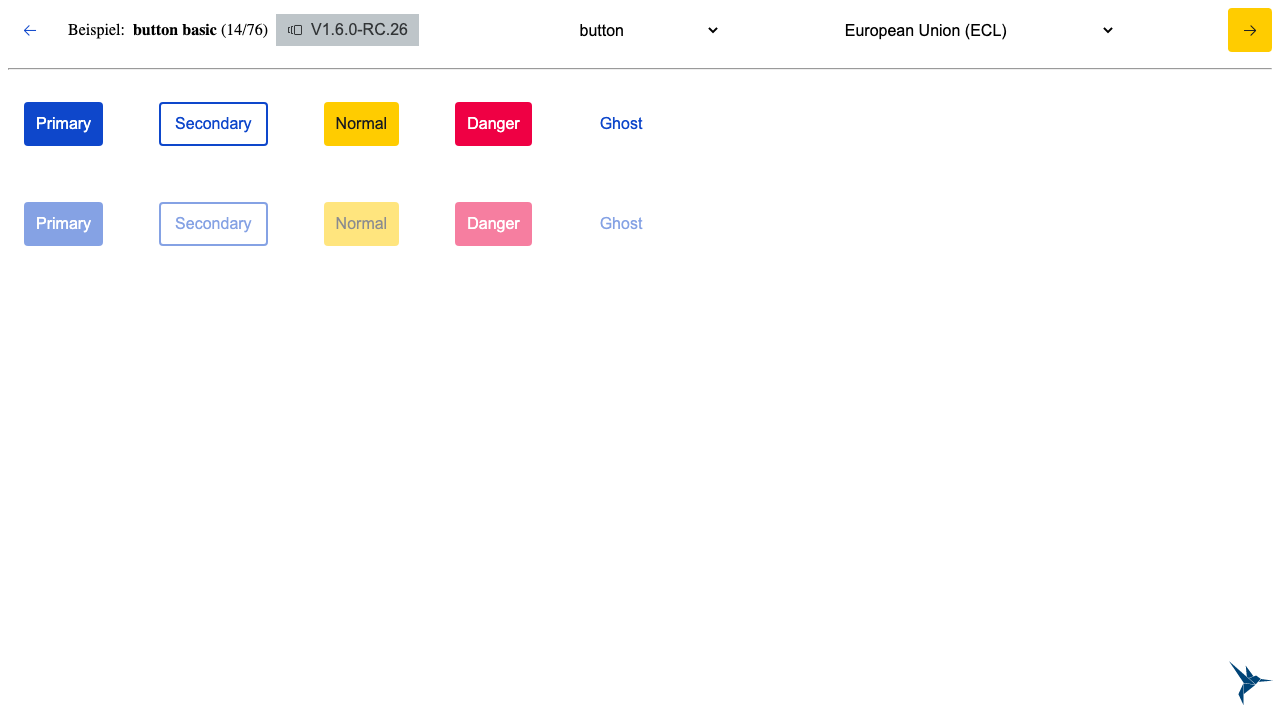 Beispiel: button basic (14/76) V1.6.0-RC.26 button European Union (ECL)
Primary Secondary Normal Danger Ghost
Primary Secondary Normal Danger Ghost